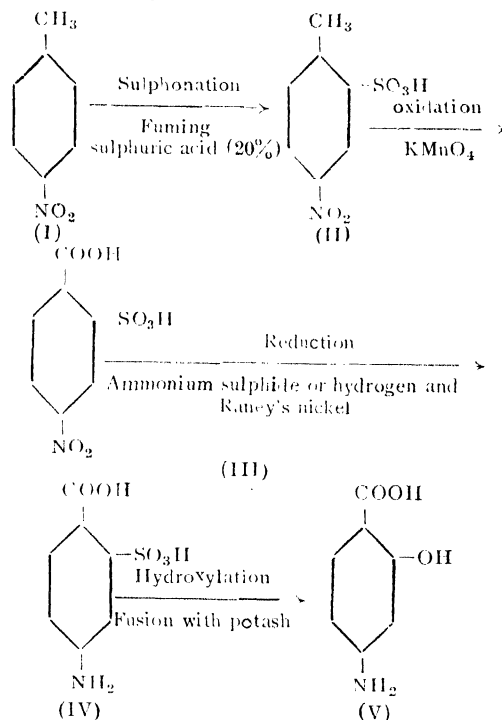 CH3
CH3
Sulphonation
Fuming
sulphuric acid (20%)
-SO3H
oxidation
KMnO4
NO2
(I)
NO2
(II)
COOH
SO3H
Reduction
Ammonium sulphide or hydrogen and
Raney's nickel
NO2
(III)
COOH
-SO3H
Hydroxylation
Fusion with potash
COOH
-OH
NH2
(IV)
NH2
(V)